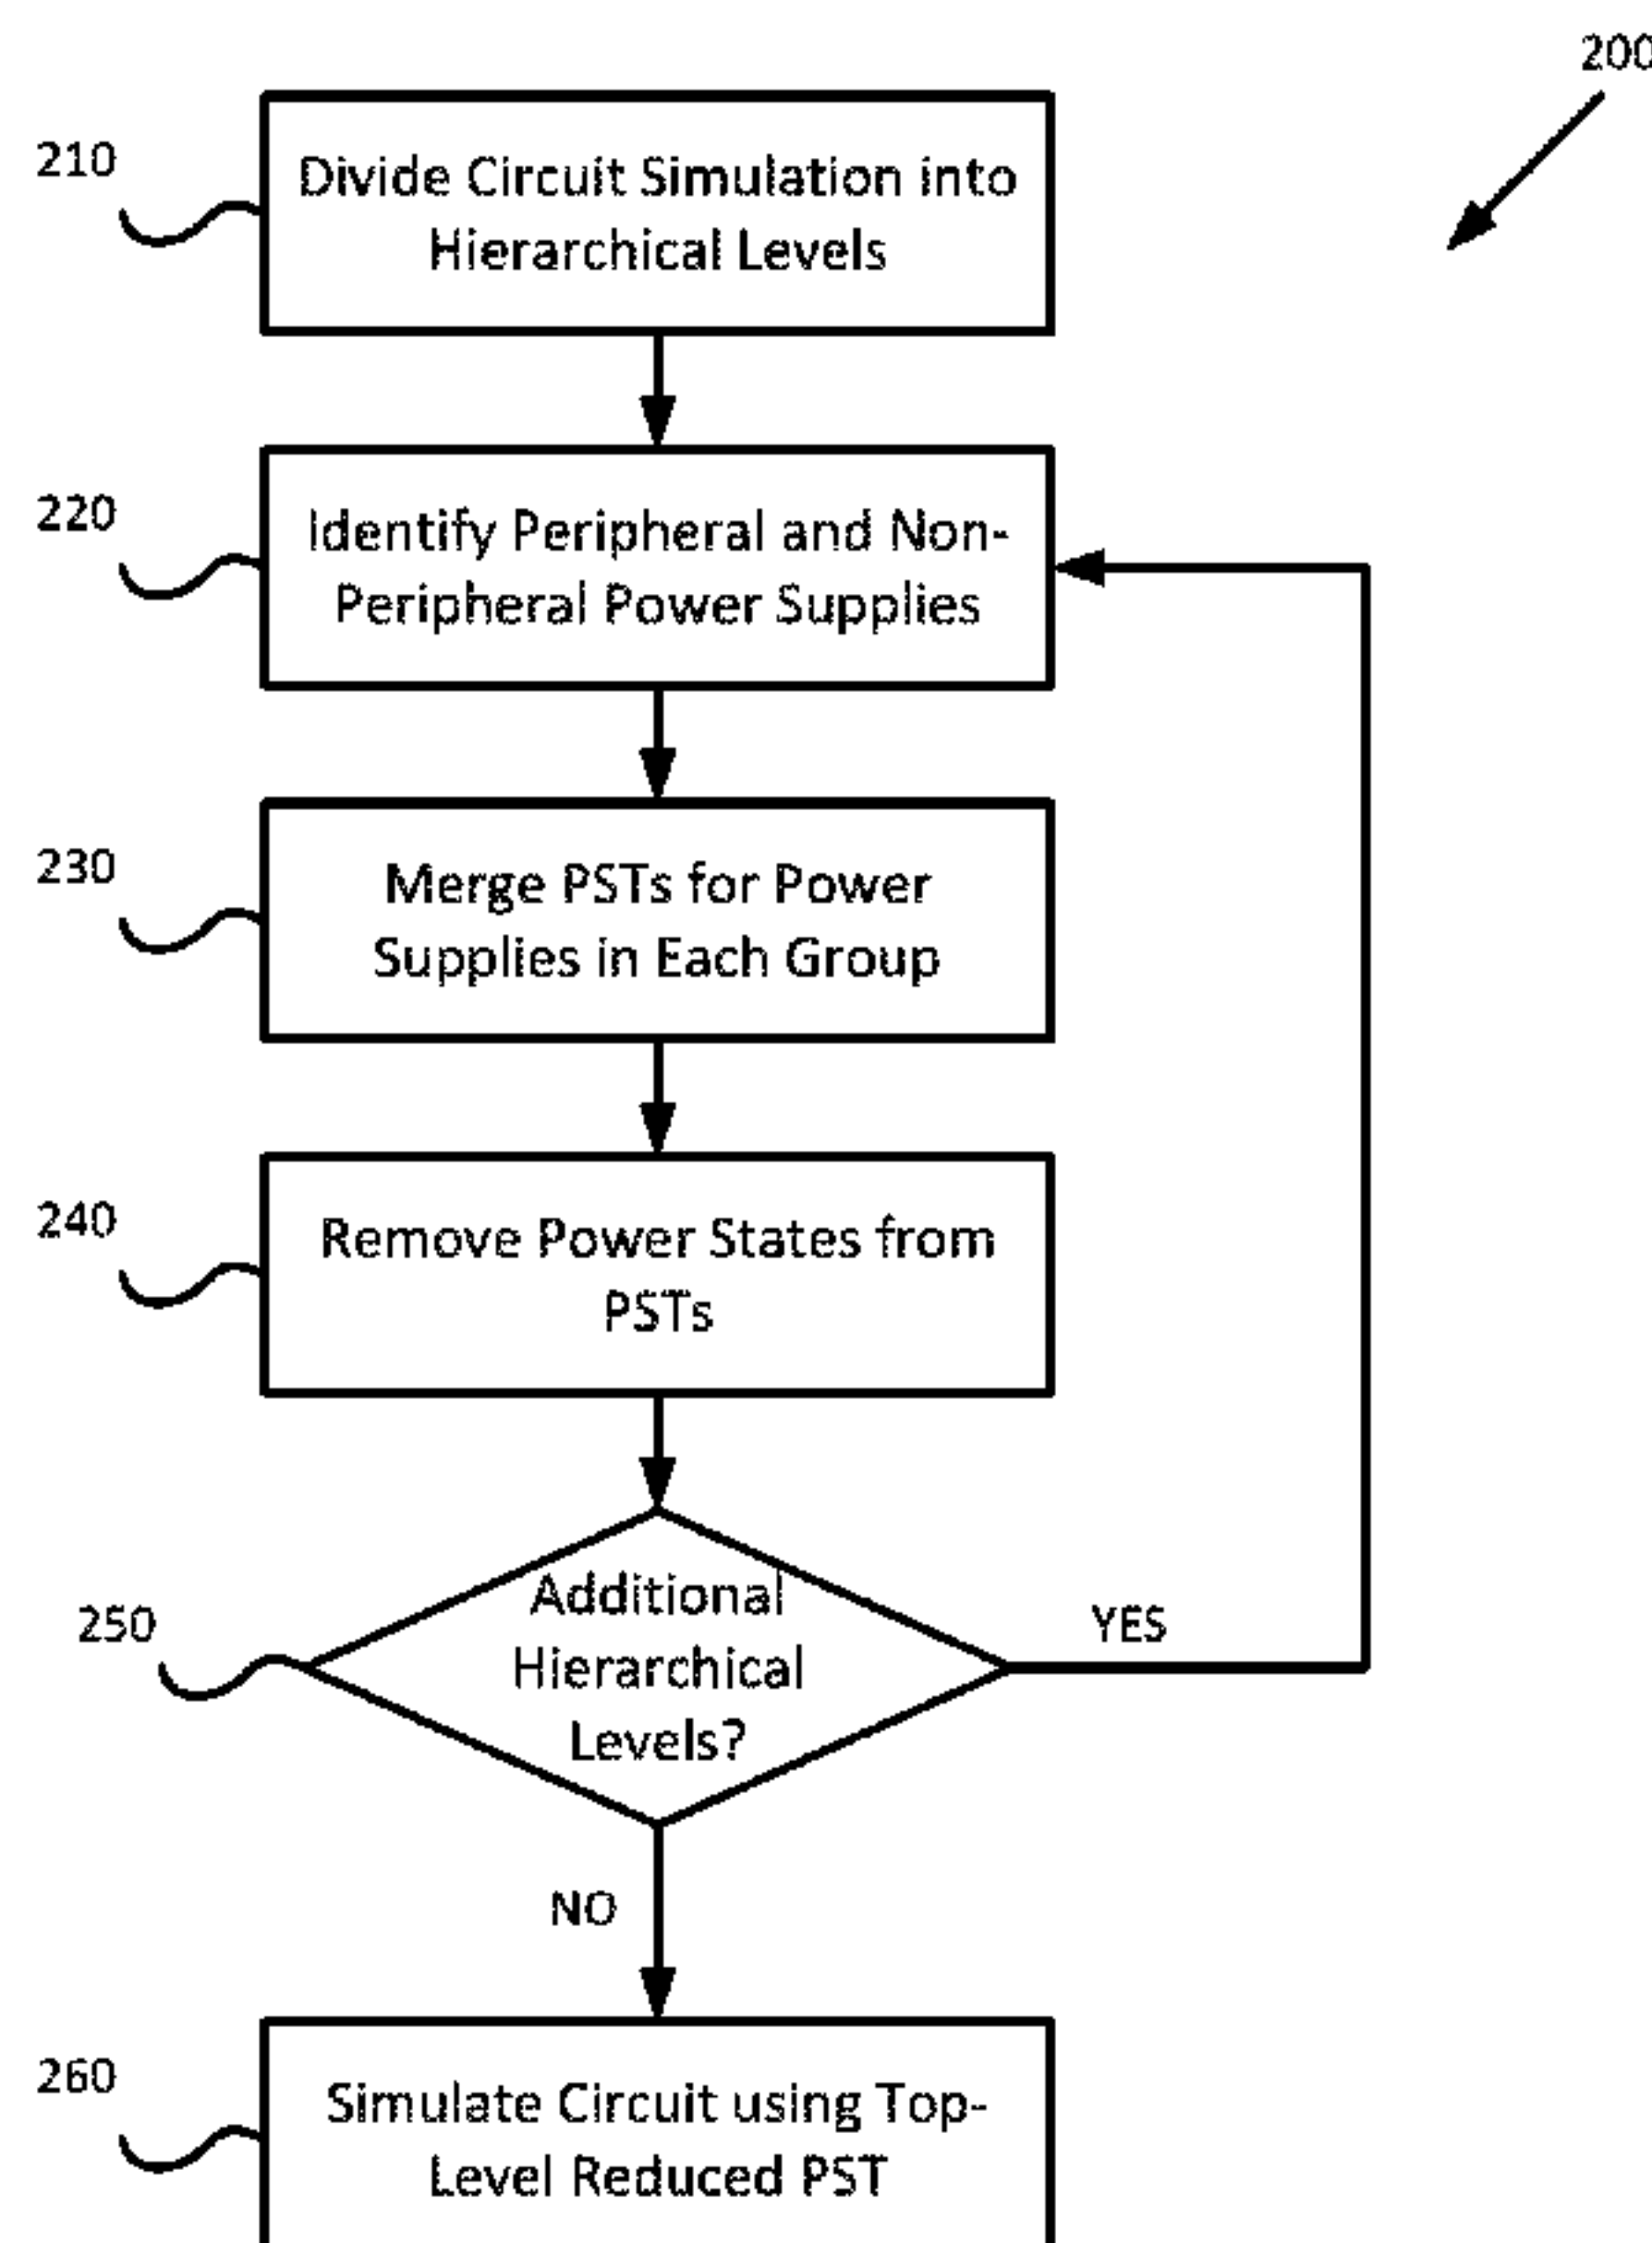 200
210
Divide Circuit Simulation into
Hierarchical Levels
220
Identify Peripheral and Non-
Peripheral Power Supplies
230
Merge PSTs for Power
Supplies in Each Group
240
Remove Power States from
PSTs
250
Additional
Hierarchical
Levels?
YES
NO
260
Simulate Circuit using Top-
Level Reduced PST